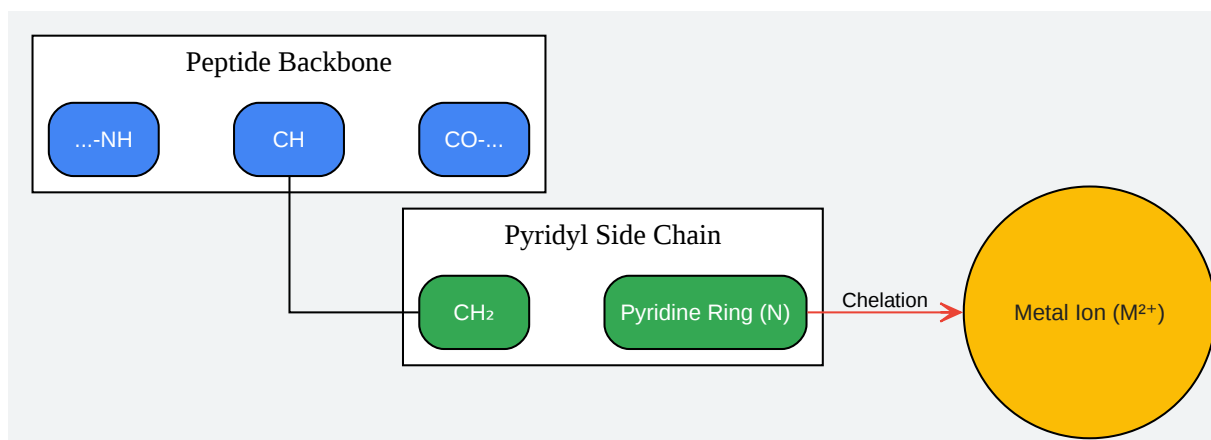 Peptide Backbone
...-NH
CH
CO-...
Pyridyl Side Chain
CH₂
Pyridine Ring (N)
Chelation
Metal Ion (M²⁺)